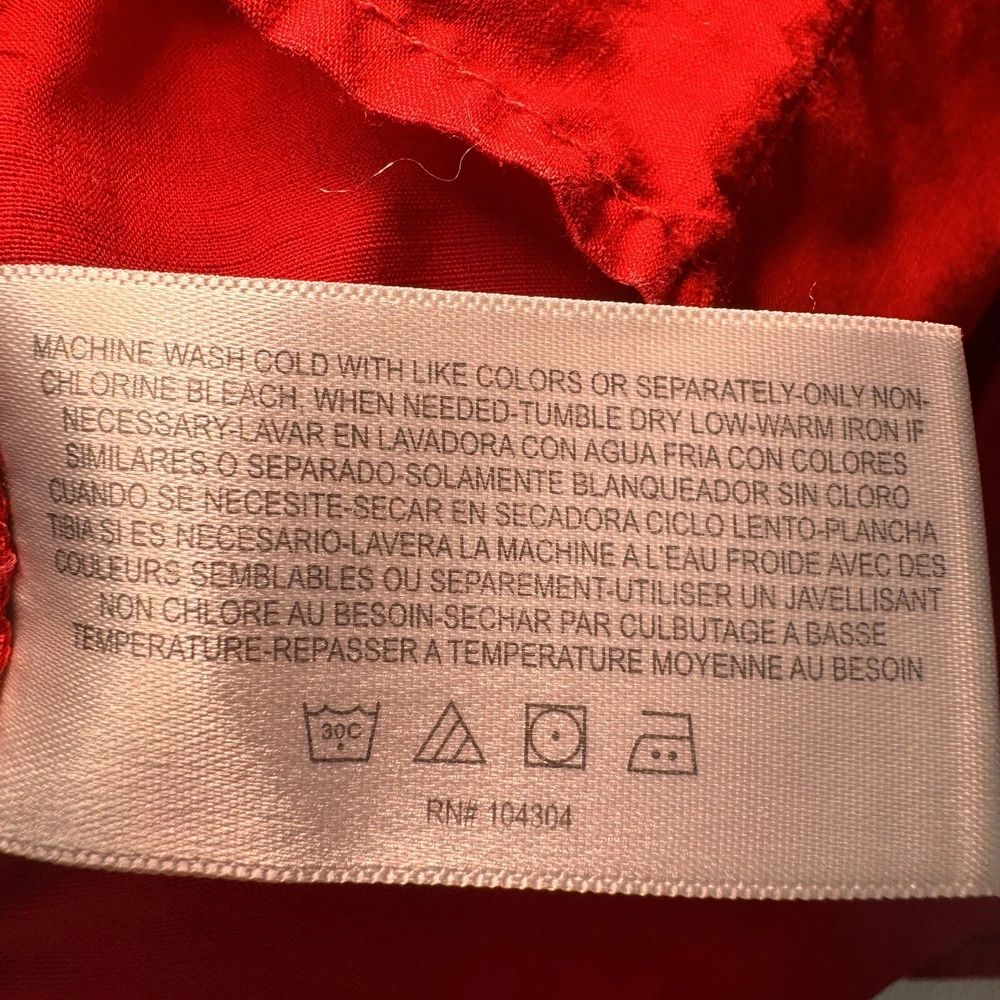 MACHINE WASH COLD WITH LIKE COLORS OR SEPARATELY-ONLY NON-
CHLORINE BLEACH, WHEN NEEDED-TUMBLE DRY LOW-WARM IRON IF
NECESSARY-LAVAR EN LAVADORA CON AGUA FRIA CON COLORES
SIMILARES O SEPARADO-SOLAMENTE BLANQUEADOR SIN CLORO
CUANDO SE NECESITE-SECAR EN SECADORA CICLO LENTO-PLANCHA
TIBIA SI ES NECESARIO-LAVERA LA MACHINE A L'EAU FROIDE AVEC DES
COULEURS SEMBLABLES OU SEPAREMENT-UTILISER UN JAVELLISANT
NON CHLORE AU BESOIN-SECHAR PAR CULBUTAGE A BASSE
TEMPERATURE-REPASSER A TEMPERATURE MOYENNE AU BESOIN
30C
RN# 104304